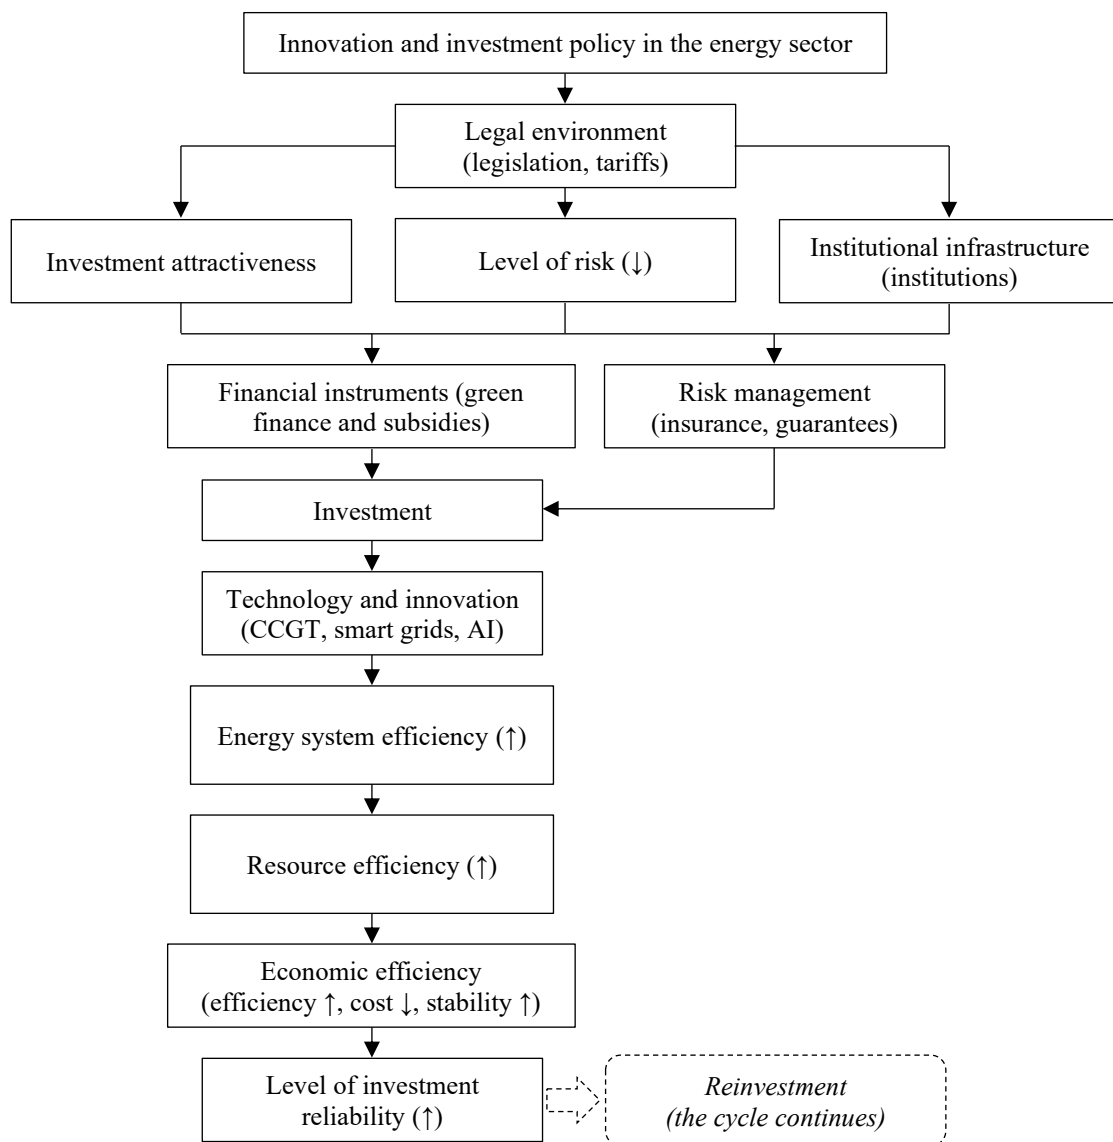 Innovation and investment policy in the energy sector
Legal environment
(legislation, tariffs)
Investment attractiveness
Level of risk (↓)
Institutional infrastructure
(institutions)
Financial instruments (green
finance and subsidies)
Risk management
(insurance, guarantees)
Investment
Technology and innovation
(CCGT, smart grids, AI)
Energy system efficiency (↑)
Resource efficiency (↑)
Economic efficiency
(efficiency ↑, cost ↓, stability ↑)
Level of investment
reliability (↑)
Reinvestment
(the cycle continues)